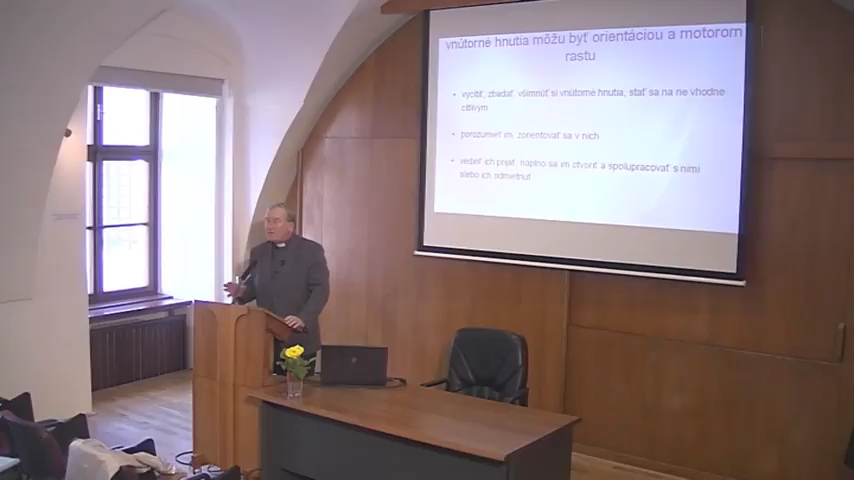 vnútorné hnutia môžu byť orientáciou a motorom
rastu
• vycítiť, zbadať, všimnúť si vnútorné hnutia, stať sa na ne vhodne
citlivým
• porozumieť im, zorientovať sa v nich
• vedieť ich prijať, naplno sa im otvoriť a spolupracovať s nimi
alebo ich odmietnuť